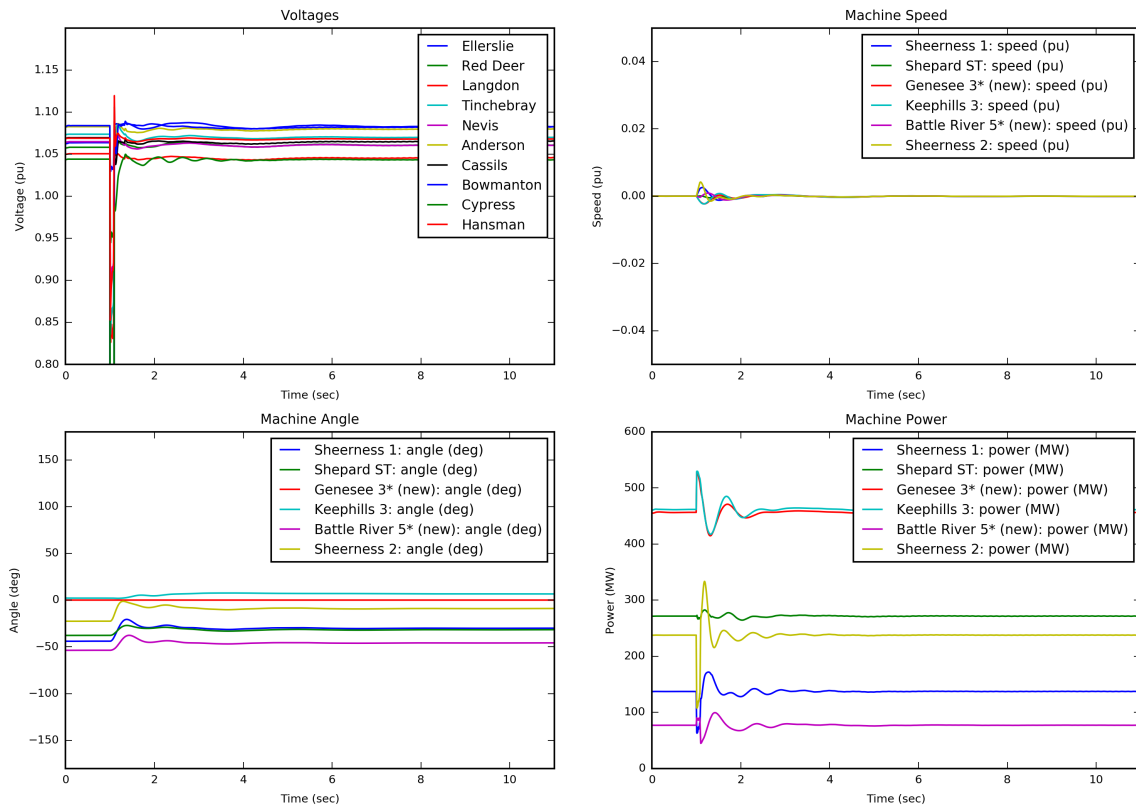 Voltages
Voltage (pu)
1.15
1.10
1.05
1.00
0.95
0.90
0.85
0.80
0 2 4 6 8 10
Time (sec)
Ellerslie
Red Deer
Langdon
Tinchebray
Nevis
Anderson
Cassils
Bowmanton
Cypress
Hansman
Machine Speed
Speed (pu)
0.04
0.02
0.00
−0.02
−0.04
0 2 4 6 8 10
Time (sec)
Sheerness 1: speed (pu)
Shepard ST: speed (pu)
Genesee 3* (new): speed (pu)
Keephills 3: speed (pu)
Battle River 5* (new): speed (pu)
Sheerness 2: speed (pu)
Machine Angle
Angle (deg)
150
100
50
0
−50
−100
−150
0 2 4 6 8 10
Time (sec)
Sheerness 1: angle (deg)
Shepard ST: angle (deg)
Genesee 3* (new): angle (deg)
Keephills 3: angle (deg)
Battle River 5* (new): angle (deg)
Sheerness 2: angle (deg)
Machine Power
Power (MW)
600
500
400
300
200
100
0
0 2 4 6 8 10
Time (sec)
Sheerness 1: power (MW)
Shepard ST: power (MW)
Genesee 3* (new): power (MW)
Keephills 3: power (MW)
Battle River 5* (new): power (MW)
Sheerness 2: power (MW)